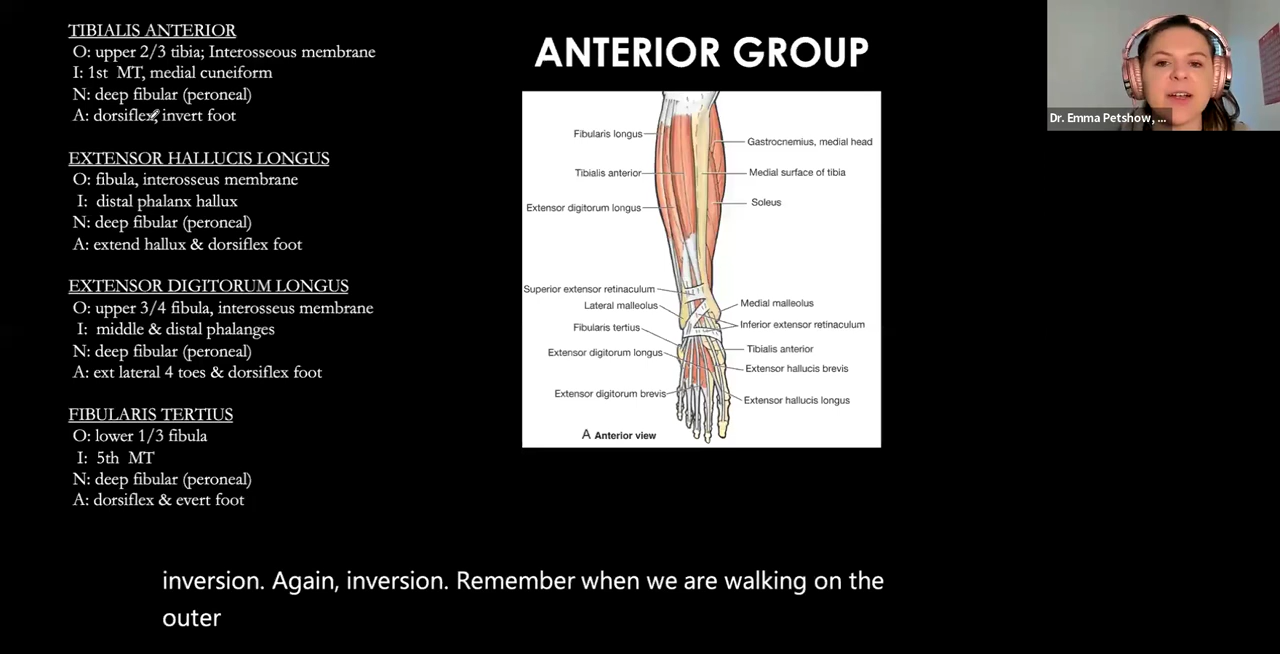 TIBIALIS ANTERIOR
O: upper 2/3 tibia; Interosseous membrane
I: 1st MT, medial cuneiform
N: deep fibular (peroneal)
A: dorsiflex, invert foot
EXTENSOR HALLUCIS LONGUS
O: fibula, interosseus membrane
I: distal phalanx hallux
N: deep fibular (peroneal)
A: extend hallux & dorsiflex foot
EXTENSOR DIGITORUM LONGUS
O: upper 3/4 fibula, interosseus membrane
I: middle & distal phalanges
N: deep fibular (peroneal)
A: ext lateral 4 toes & dorsiflex foot
FIBULARIS TERTIUS
O: lower 1/3 fibula
I: 5th MT
N: deep fibular (peroneal)
A: dorsiflex & evert foot
ANTERIOR GROUP
Fibularis longus
Tibialis anterior
Extensor digitorum longus
Superior extensor retinaculum
Lateral malleolus
Fibularis tertius
Extensor digitorum longus
Extensor digitorum brevis
Gastrocnemius, medial head
Medial surface of tibia
Soleus
Medial malleolus
Inferior extensor retinaculum
Tibialis anterior
Extensor hallucis brevis
Extensor hallucis longus
A Anterior view
Dr. Emma Petshow, ...
inversion. Again, inversion. Remember when we are walking on the
outer